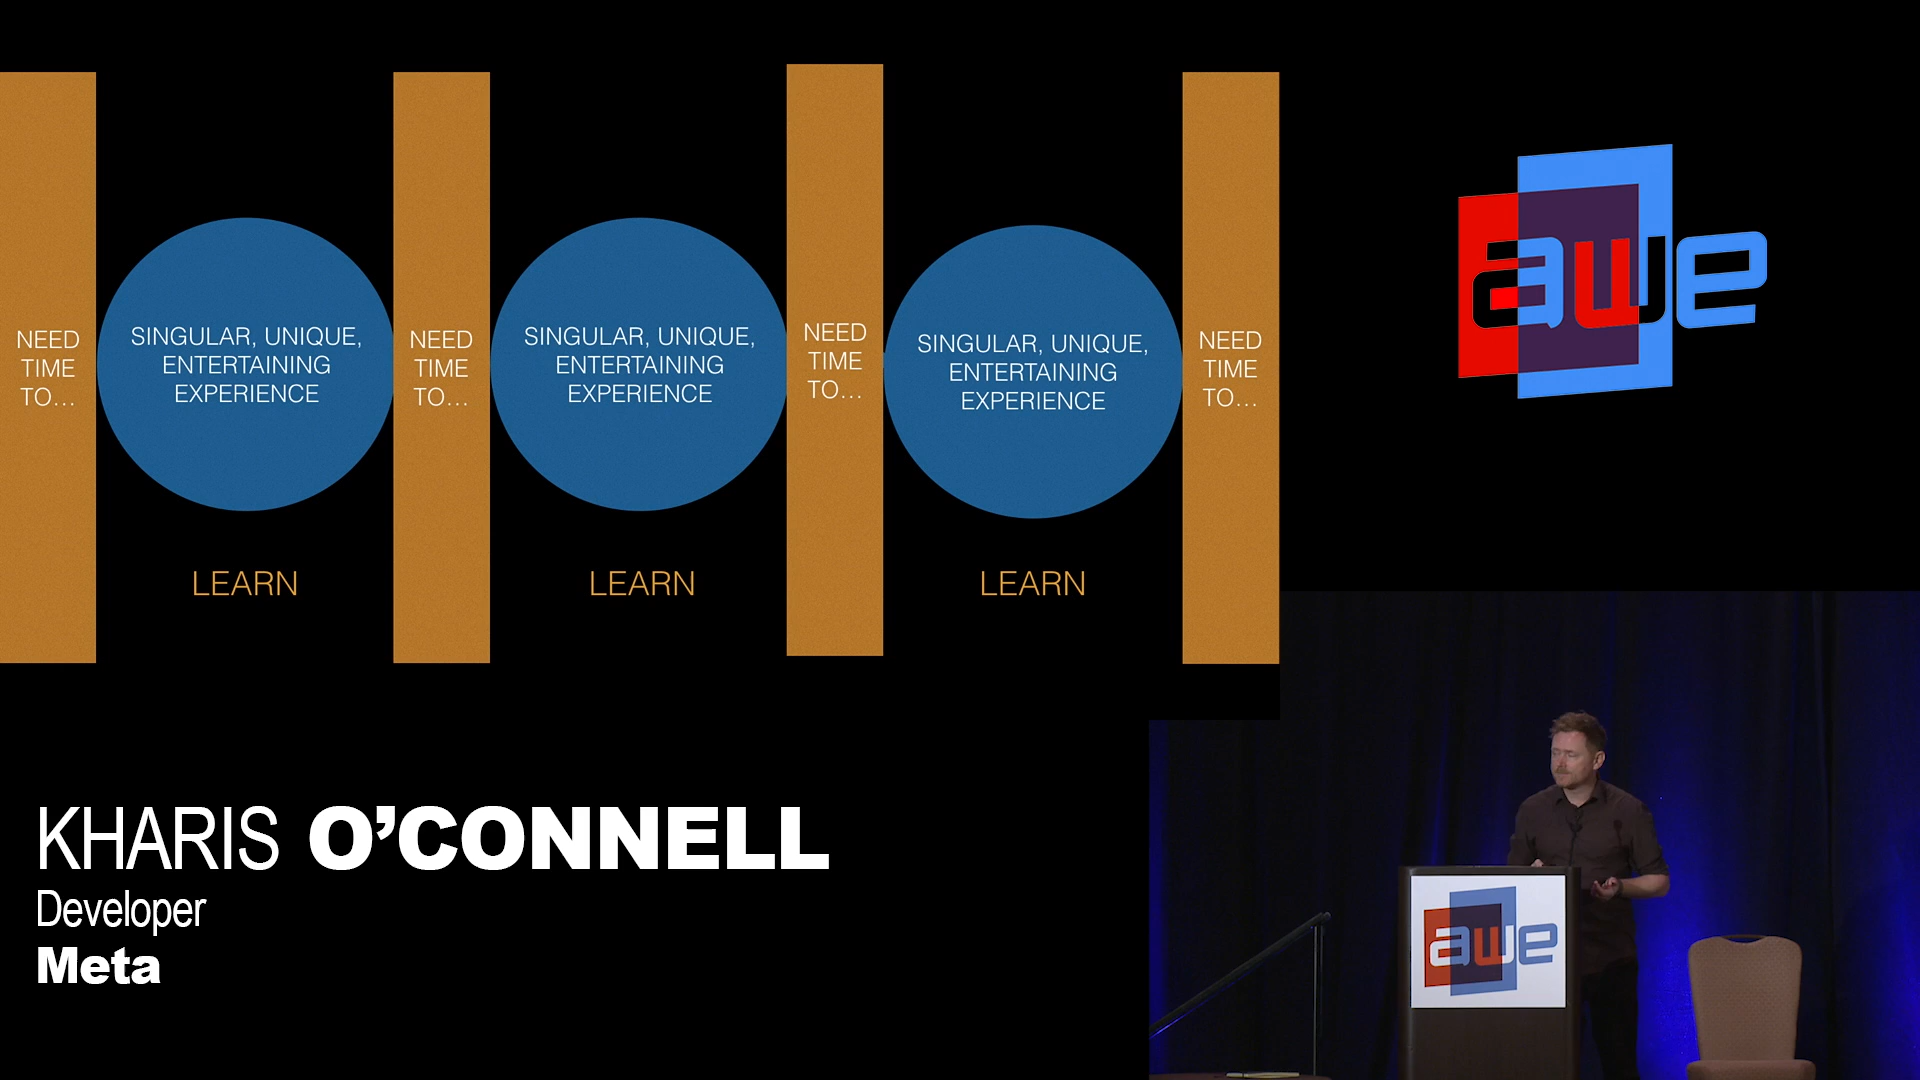 NEED
TIME
TO...
SINGULAR, UNIQUE,
ENTERTAINING
EXPERIENCE
LEARN
NEED
TIME
TO...
SINGULAR, UNIQUE,
ENTERTAINING
EXPERIENCE
LEARN
NEED
TIME
TO...
SINGULAR, UNIQUE,
ENTERTAINING
EXPERIENCE
LEARN
NEED
TIME
TO...
awe
KHARIS O’CONNELL
Developer
Meta
awe